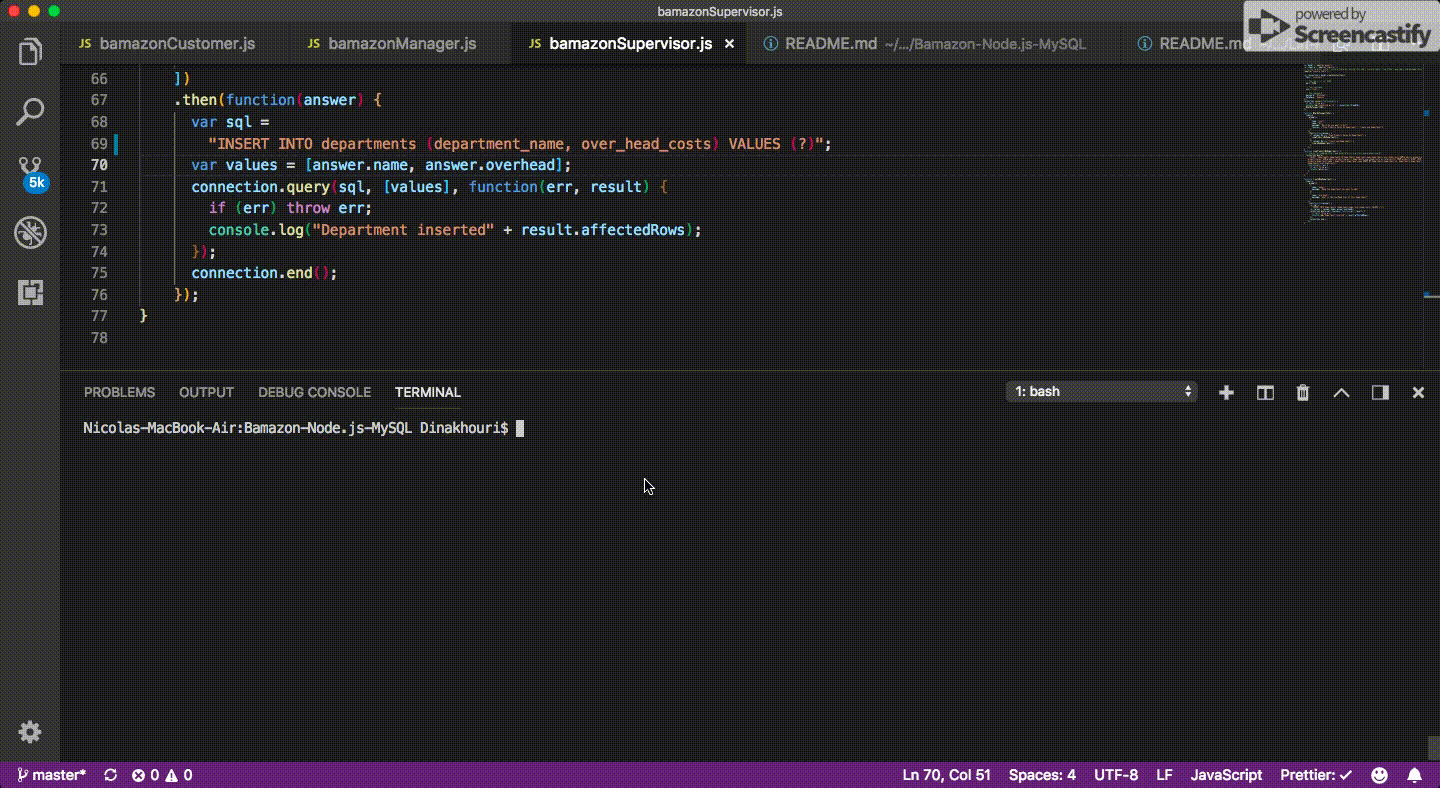 bamazonSupervisor.js
powered by
Screencastify
JS bamazonCustomer.js JS bamazonManager.js JS bamazonSupervisor.js × README.md ~/.../Bamazon-Node.js-MySQL README.md
66 ])
67 .then(function(answer) {
68 var sql =
69 "INSERT INTO departments (department_name, over_head_costs) VALUES (?)";
70 var values = [answer.name, answer.overhead];
71 connection.query(sql, [values], function(err, result) {
72 if (err) throw err;
73 console.log("Department inserted" + result.affectedRows);
74 });
75 connection.end();
76 });
77 }
78
5k
PROBLEMS OUTPUT DEBUG CONSOLE TERMINAL 1: bash
Nicolas-MacBook-Air:Bamazon-Node.js-MySQL Dinakhouri$
master* 0 0 Ln 70, Col 51 Spaces: 4 UTF-8 LF JavaScript Prettier: ✓